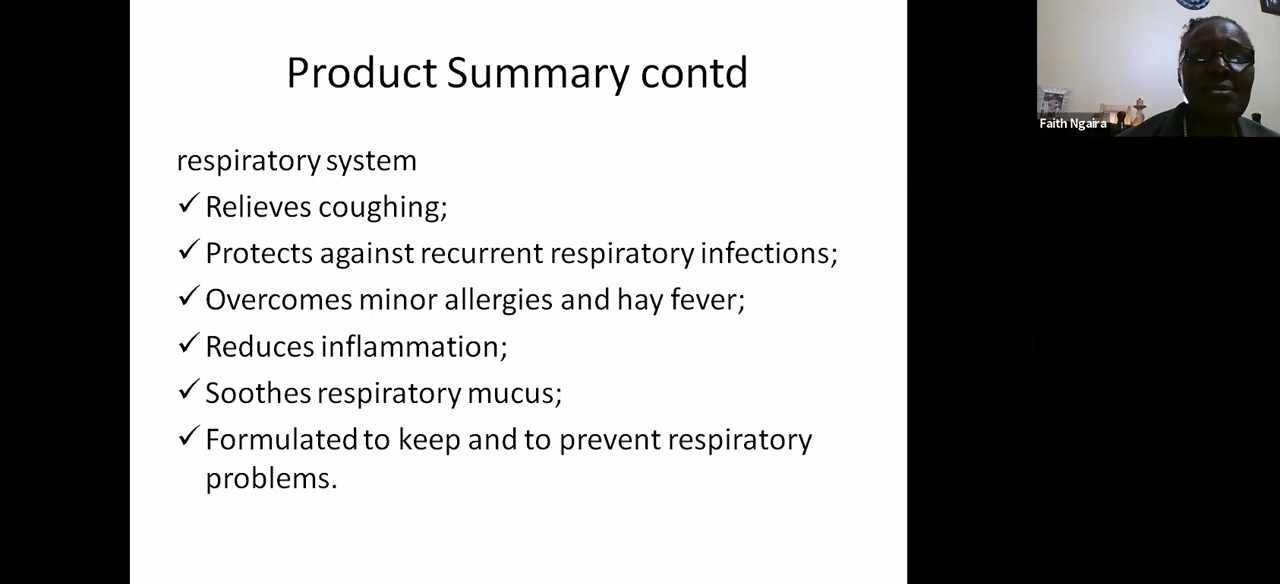 Product Summary contd
respiratory system
✓ Relieves coughing;
✓ Protects against recurrent respiratory infections;
✓ Overcomes minor allergies and hay fever;
✓ Reduces inflammation;
✓ Soothes respiratory mucus;
✓ Formulated to keep and to prevent respiratory
problems.
Faith Ngaira